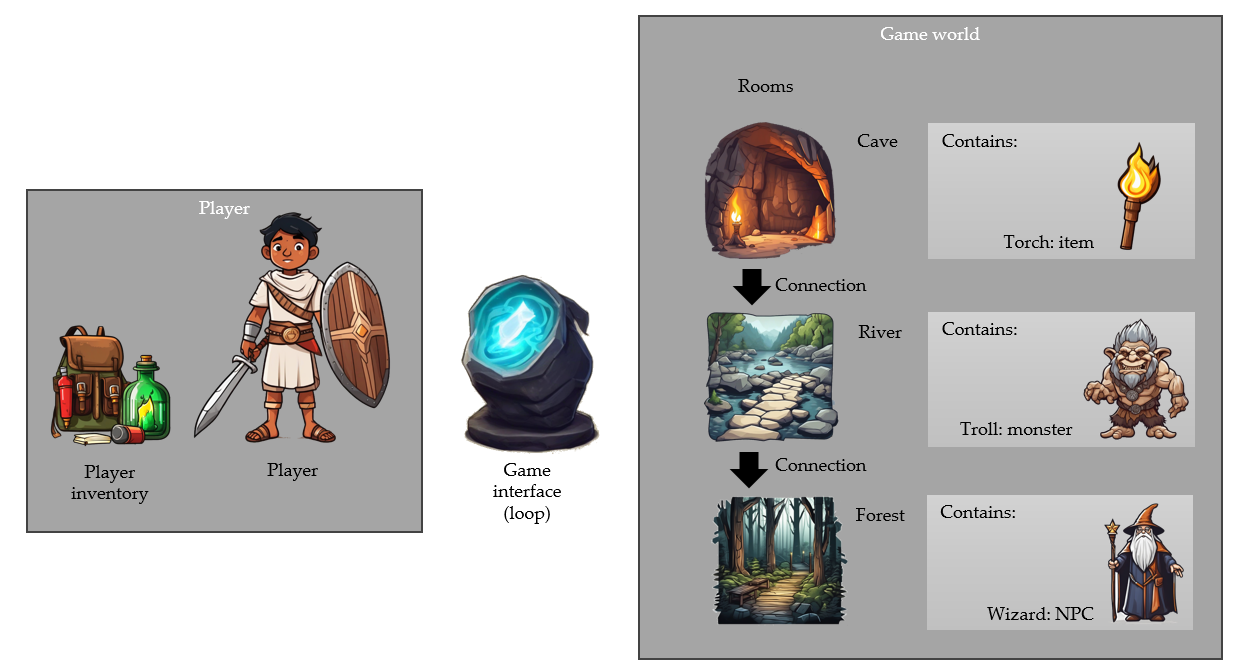 Player
Player
inventory
Player
Game
interface
(loop)
Game world
Rooms
Cave
Contains:
Torch: item
Connection
River
Contains:
Troll: monster
Connection
Forest
Contains:
Wizard: NPC